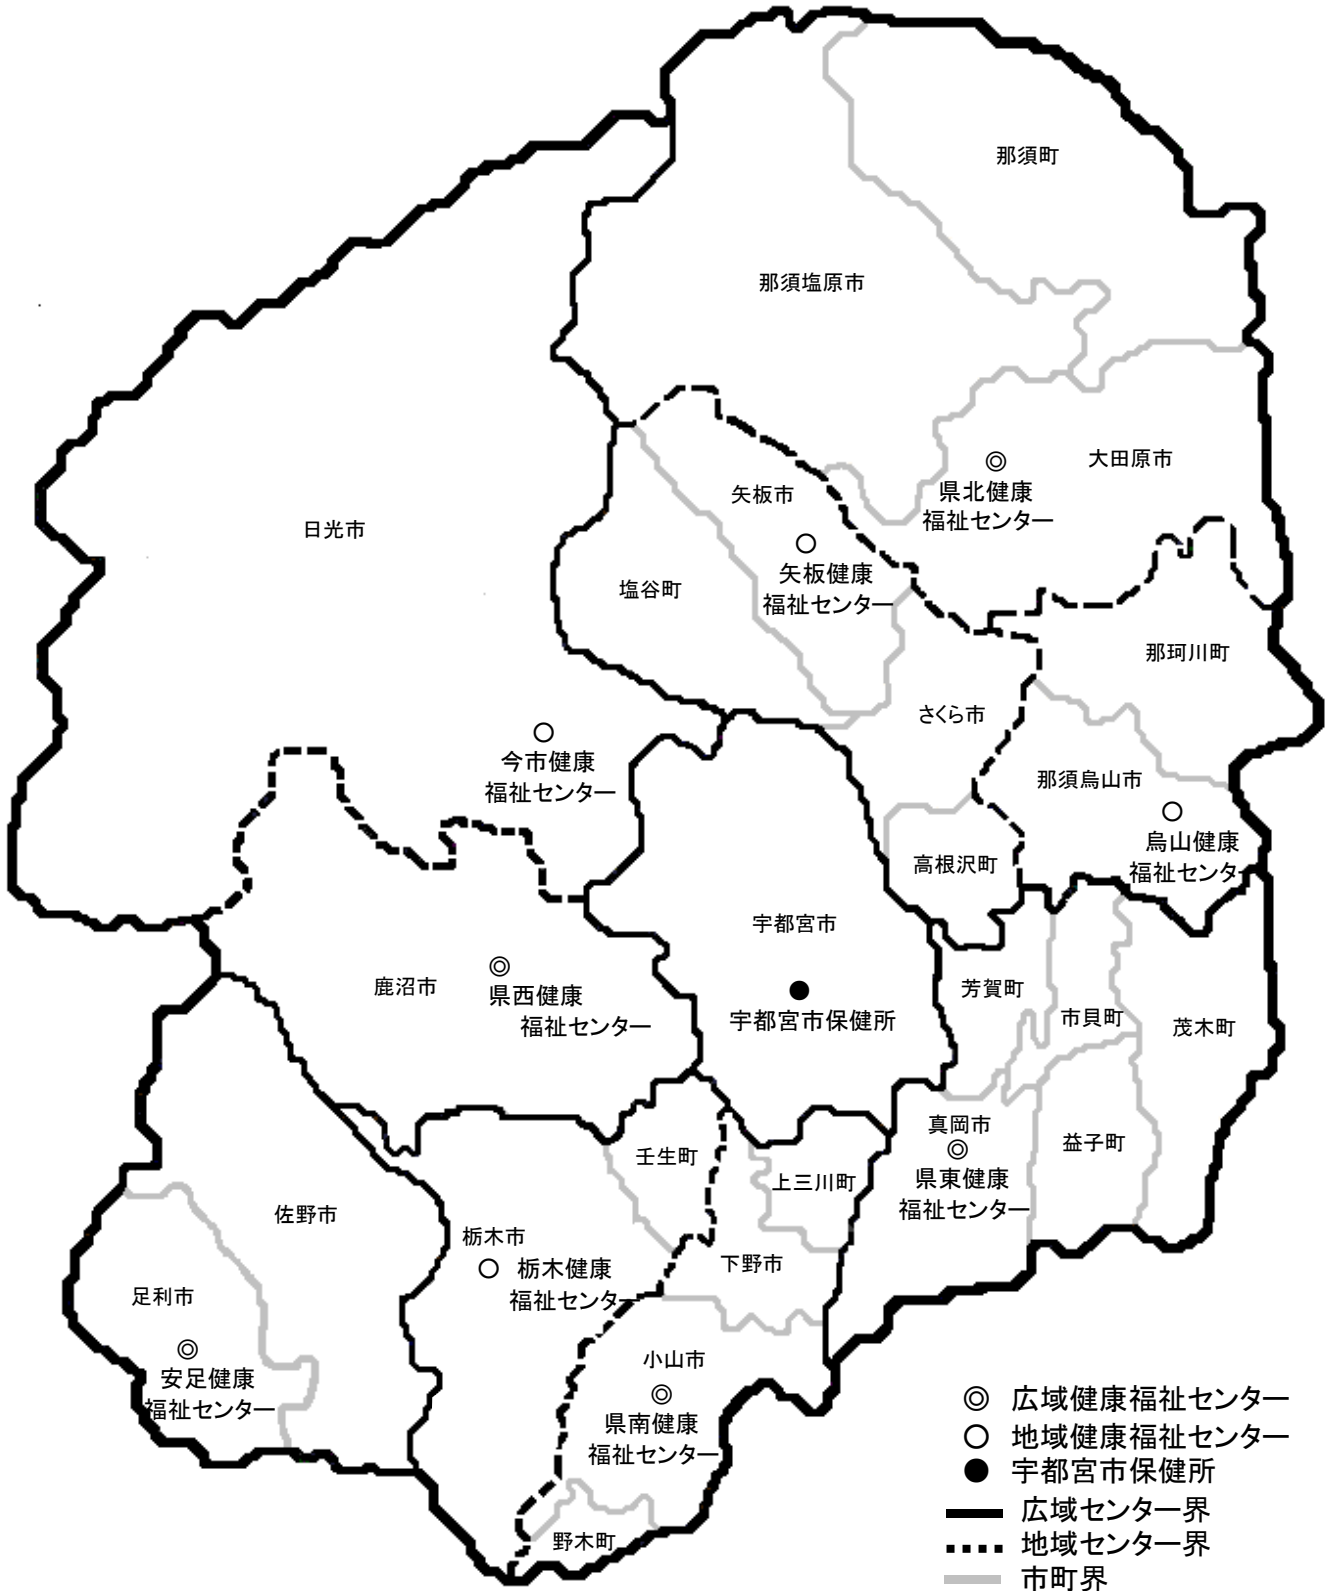 那須町
那須塩原市
大田原市
◎
県北健康
福祉センター
矢板市
○
矢板健康
福祉センター
日光市
塩谷町
那珂川町
さくら市
○
今市健康
福祉センター
那須烏山市
○
烏山健康
福祉センター
高根沢町
宇都宮市
●
宇都宮市保健所
鹿沼市
◎
県西健康
福祉センター
芳賀町
市貝町
茂木町
真岡市
◎
県東健康
福祉センター
益子町
壬生町
上三川町
下野市
佐野市
栃木市
○ 栃木健康
福祉センター
足利市
◎
安足健康
福祉センター
小山市
◎
県南健康
福祉センター
野木町
◎ 広域健康福祉センター
○ 地域健康福祉センター
● 宇都宮市保健所
広域センター界
地域センター界
市町界